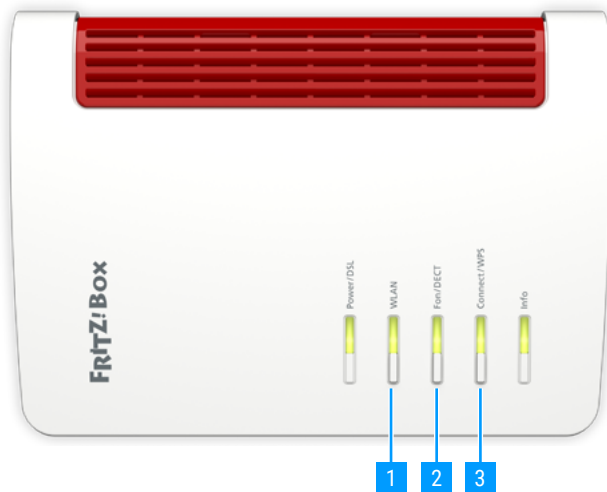 FRITZ! Box
Power/DSL
WLAN
Fon/DECT
Connect/WPS
Info
1
2
3